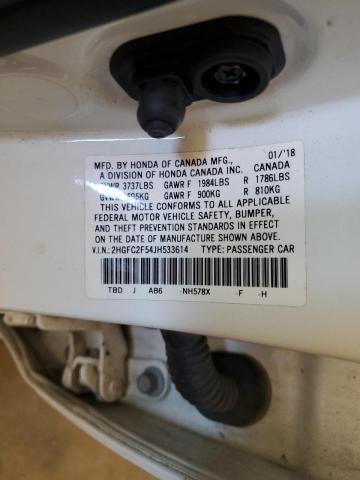 MFD. BY HONDA OF CANADA MFG., 01/'18
A DIVISION OF HONDA CANADA INC. CANADA
GVWR 3737LBS GAWR F 1984LBS R 1786LBS
GAWR F 900KG R 810KG
THIS VEHICLE CONFORMS TO ALL APPLICABLE
FEDERAL MOTOR VEHICLE SAFETY, BUMPER,
AND THEFT PREVENTION STANDARDS IN EFFECT
ON THE DATE OF MANUFACTURE SHOWN ABOVE.
V.I.N.: 2HGFC2F54JH533614 TYPE: PASSENGER CAR
TBD J AB6 -NH578X -F -H